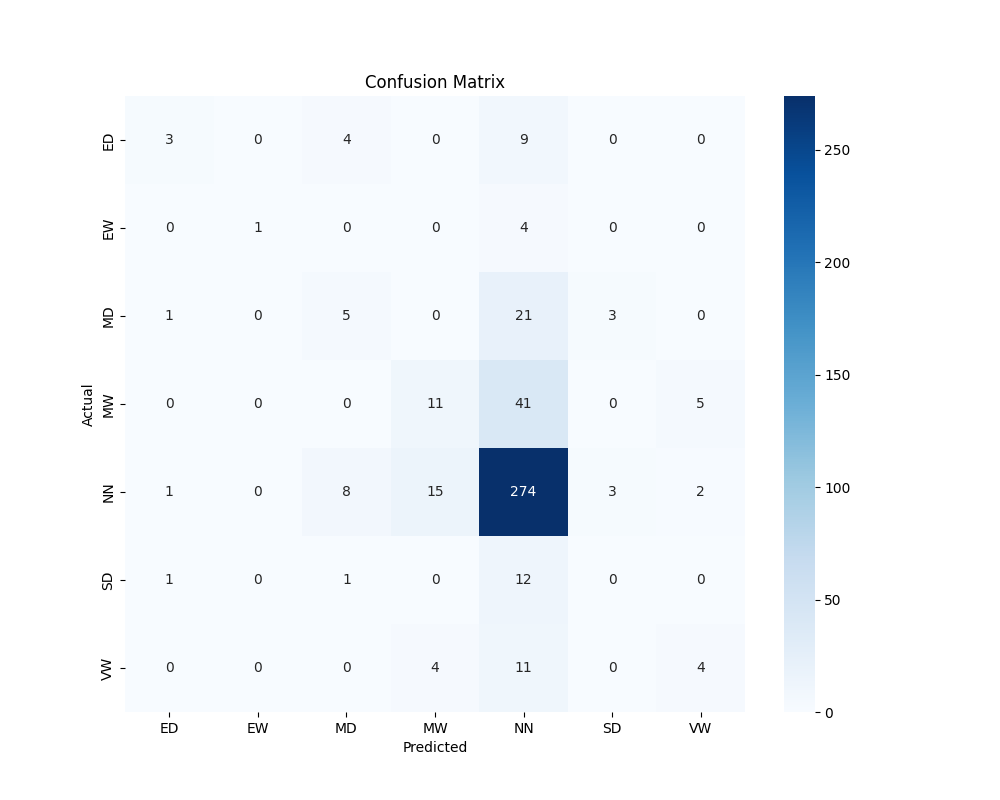 Confusion Matrix
ED 3 0 4 0 9 0 0
EW 0 1 0 0 4 0 0
MD 1 0 5 0 21 3 0
MW 0 0 0 11 41 0 5
NN 1 0 8 15 274 3 2
SD 1 0 1 0 12 0 0
VW 0 0 0 4 11 0 4
ED EW MD MW NN SD VW
Predicted
Actual
250
200
150
100
50
0